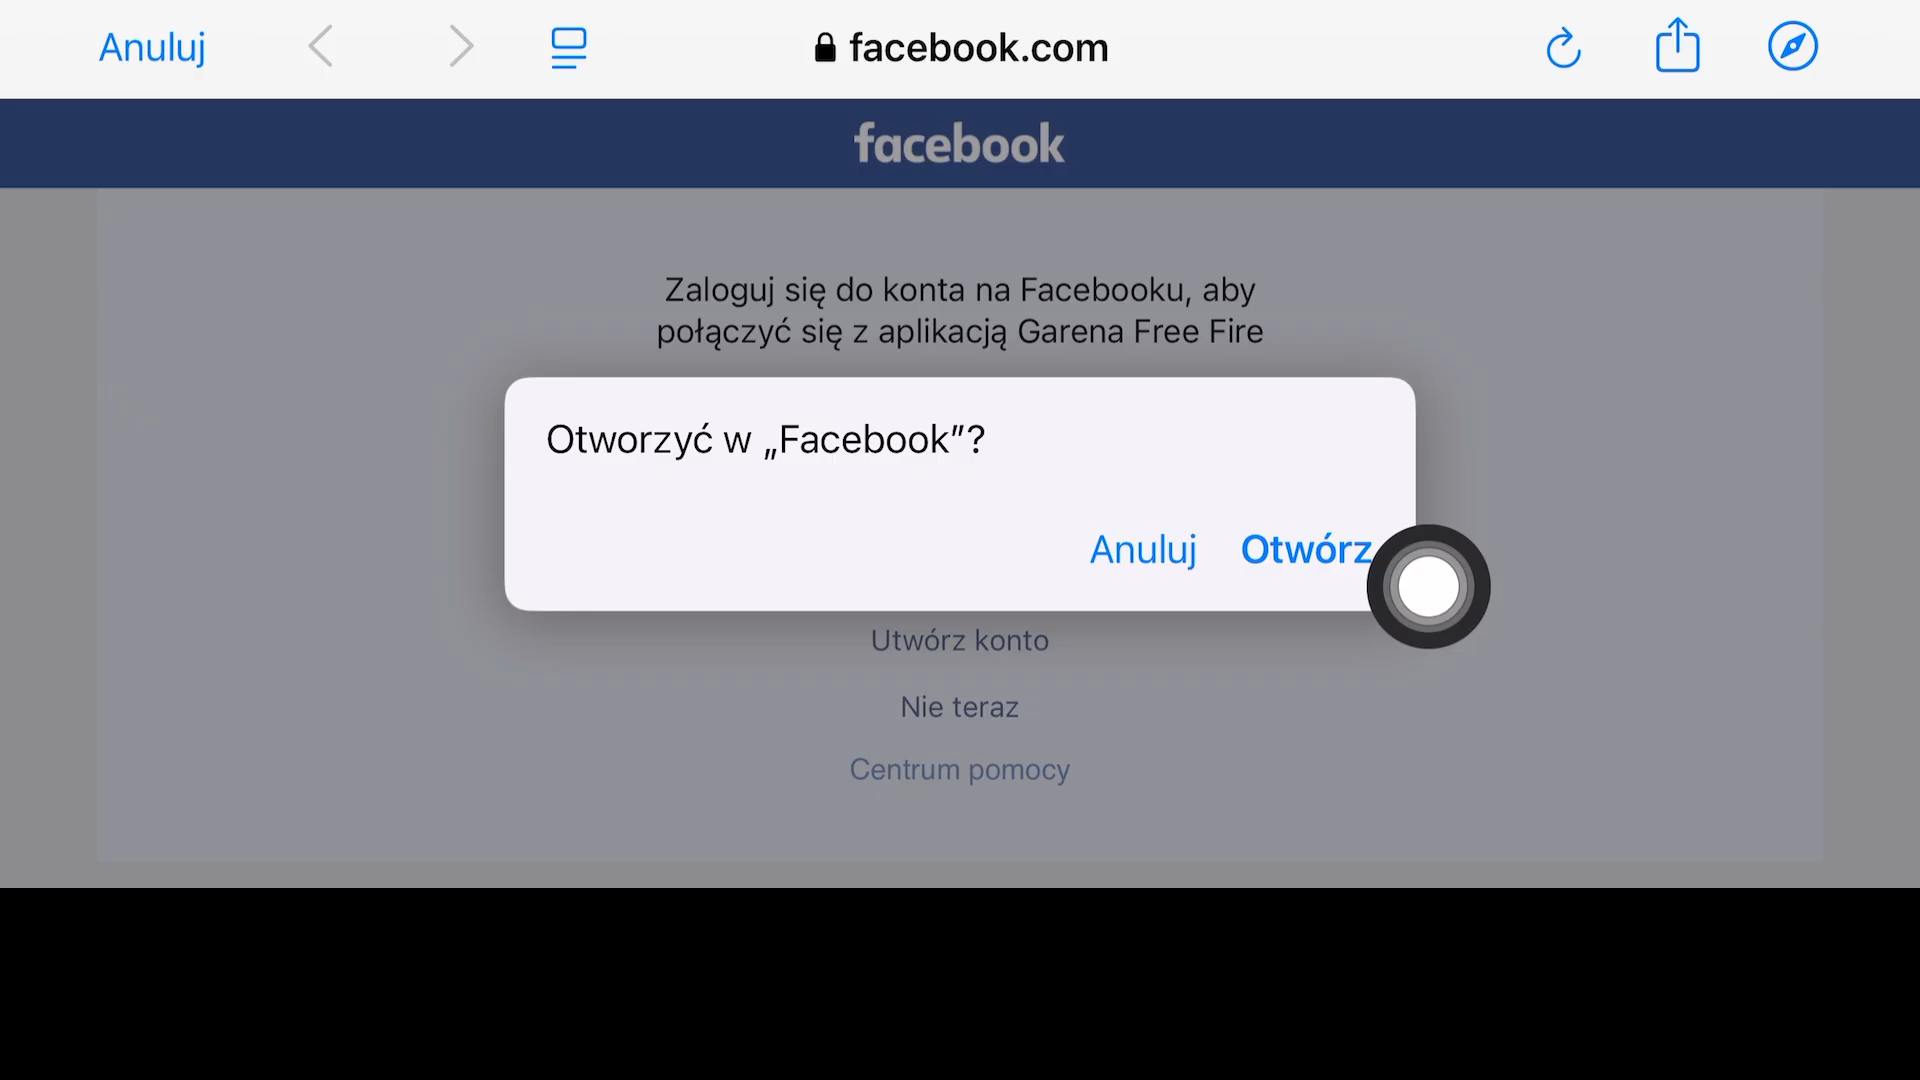 Anuluj
facebook.com
facebook
Zaloguj się do konta na Facebooku, aby
połączyć się z aplikacją Garena Free Fire
Otworzyć w „Facebook”?
Anuluj Otwórz
Utwórz konto
Nie teraz
Centrum pomocy